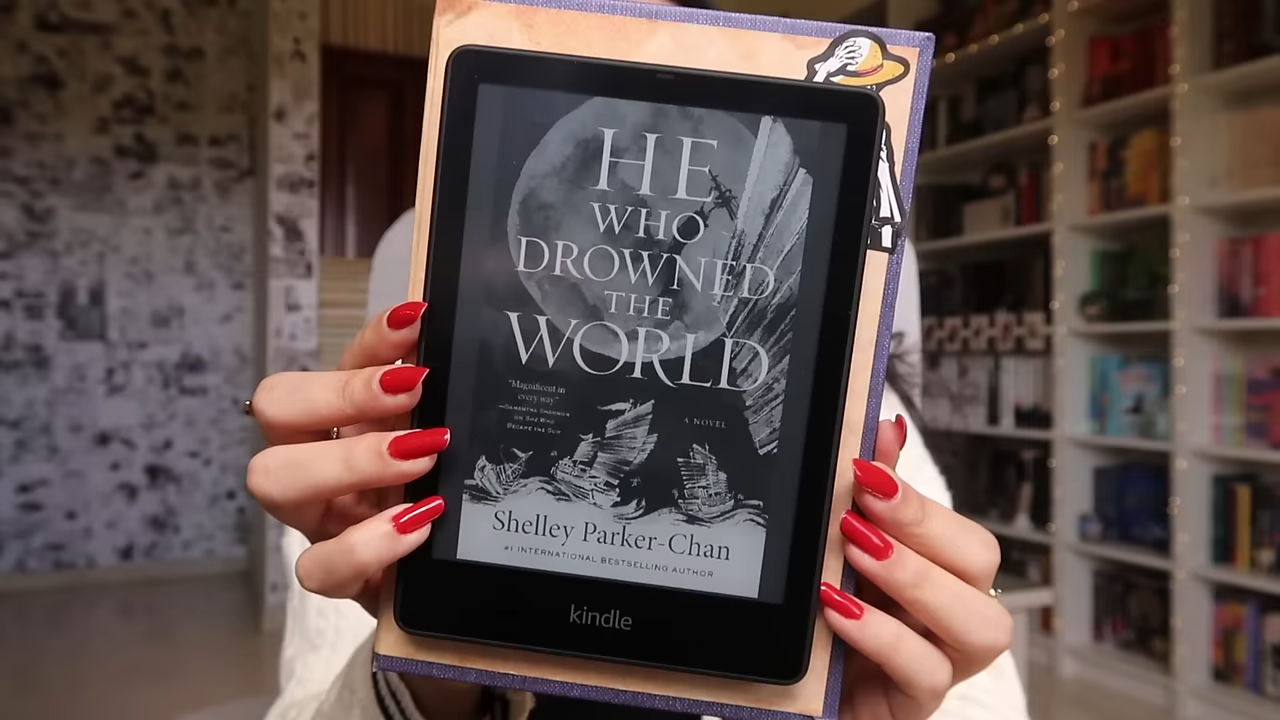 HE
WHO
DROWNED
THE
WORLD
"Magnificent in
every way."
—SAMANTHA SHANNON
ON SHE WHO
BECAME THE SUN
A NOVEL
Shelley Parker-Chan
#1 INTERNATIONAL BESTSELLING AUTHOR
kindle